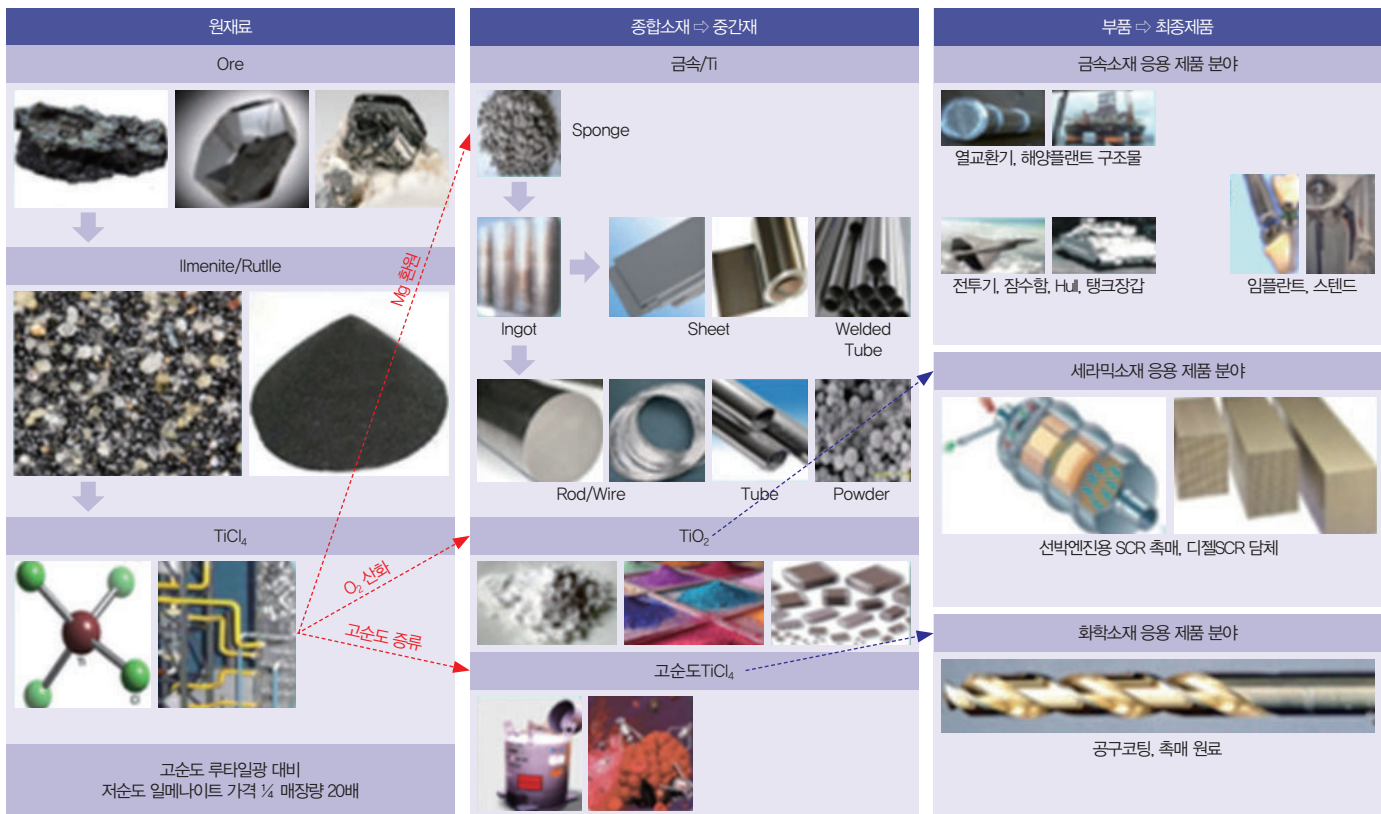 원재료
Ore
Ilmenite/Rutlle
TiCl₄
고순도 루타일광 대비
저순도 일메나이트 가격 ¼ 매장량 20배
Mg 환원
O₂ 산화
고순도 증류
종합소재 ⇨ 중간재
금속/Ti
Sponge
Ingot
Sheet
Welded
Tube
Rod/Wire
Tube
Powder
TiO₂
고순도TiCl₄
부품 ⇨ 최종제품
금속소재 응용 제품 분야
열교환기, 해양플랜트 구조물
전투기, 잠수함, Hull, 탱크장갑
임플란트, 스텐드
세라믹소재 응용 제품 분야
선박엔진용 SCR 촉매, 디젤SCR 담체
화학소재 응용 제품 분야
공구코팅, 촉매 원료